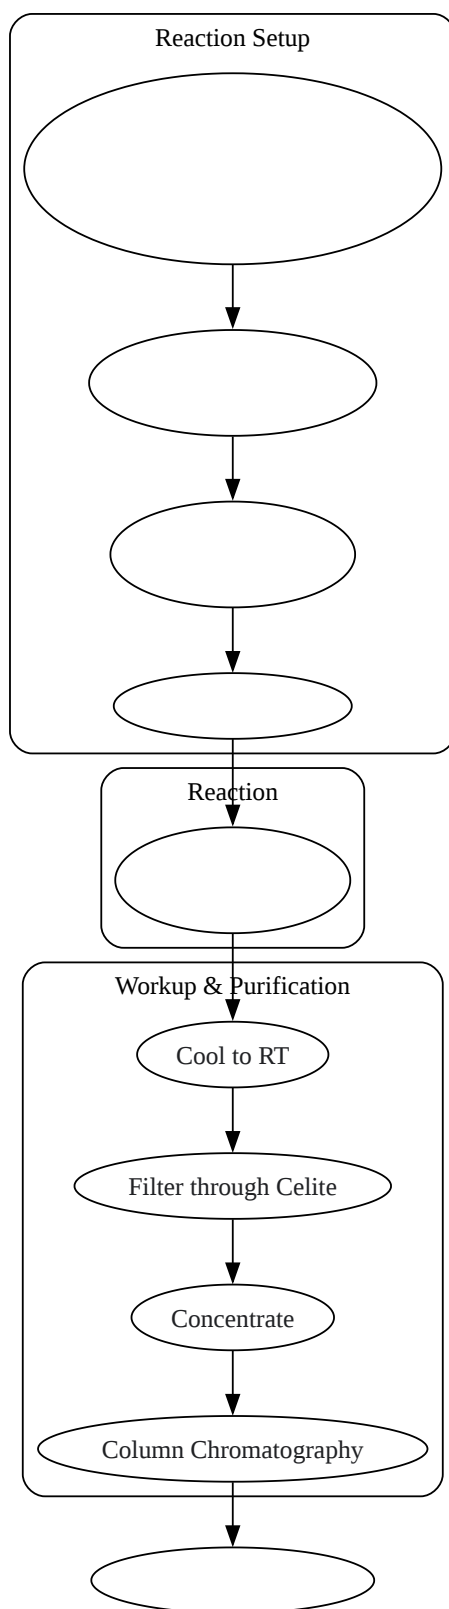 Reaction Setup
Reaction
Workup & Purification
Cool to RT
Filter through Celite
Concentrate
Column Chromatography